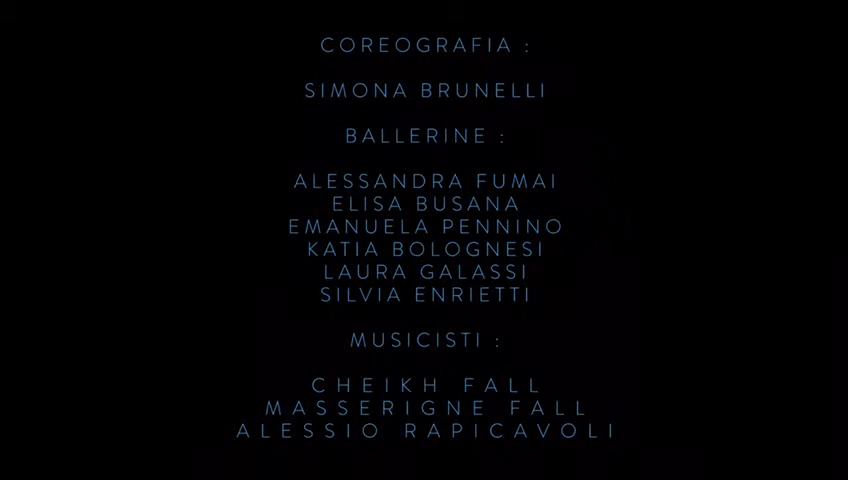 COREOGRAFIA :
SIMONA BRUNELLI
BALLERINE :
ALESSANDRA FUMAI
ELISA BUSANA
EMANUELA PENNINO
KATIA BOLOGNESI
LAURA GALASSI
SILVIA ENRIETTI
MUSICISTI :
CHEIKH FALL
MASSERIGNE FALL
ALESSIO RAPICAVOLI